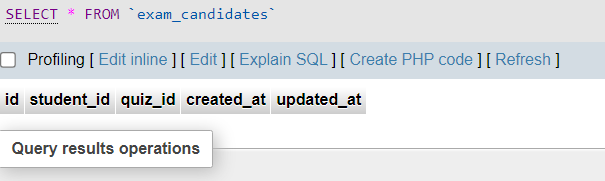 SELECT * FROM `exam_candidates`
Profiling [ Edit inline ] [ Edit ] [ Explain SQL ] [ Create PHP code ] [ Refresh ]
id student_id quiz_id created_at updated_at
Query results operations